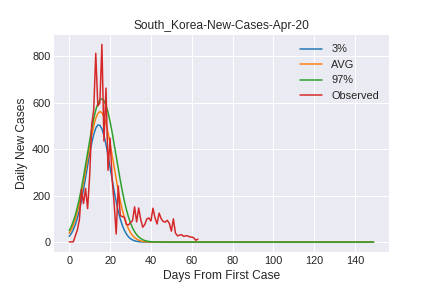 South_Korea-New-Cases-Apr-20
3%
AVG
97%
Observed
Daily New Cases
800
600
400
200
0
0 20 40 60 80 100 120 140
Days From First Case